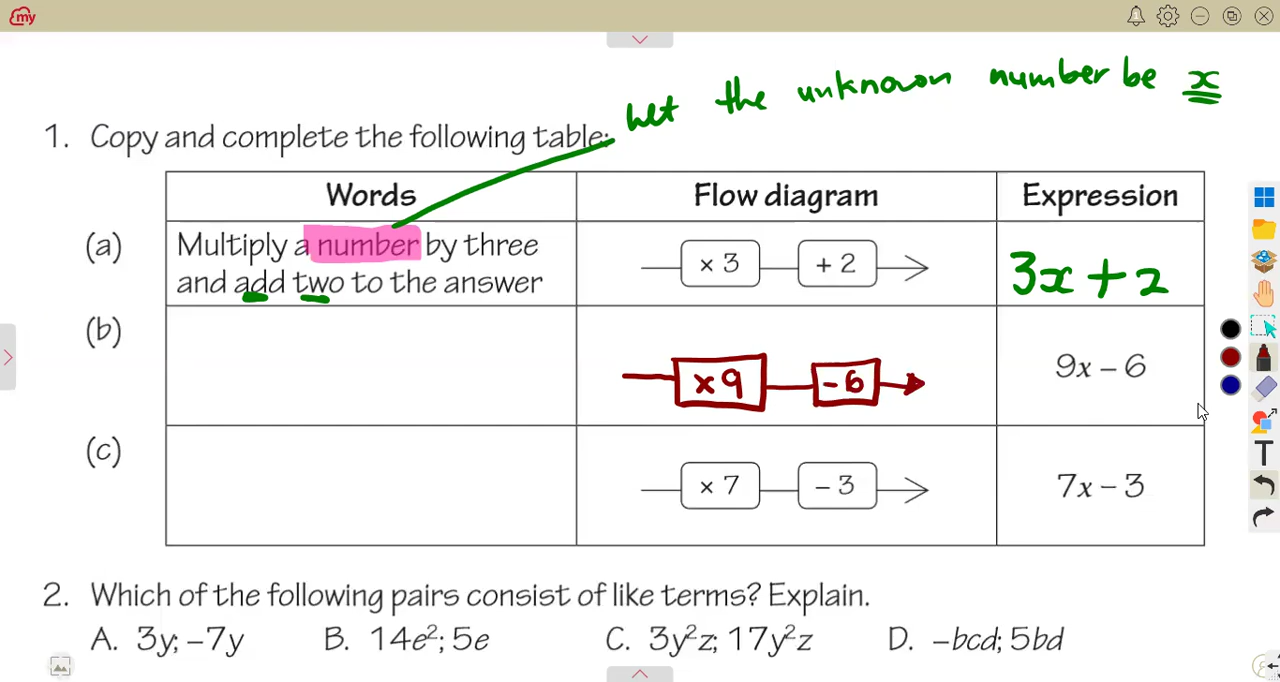 my
Let the unknown number be x
1. Copy and complete the following table:
Words Flow diagram Expression
(a) Multiply a number by three and add two to the answer × 3 + 2 3x + 2
(b) × 9 - 6 9x – 6
(c) × 7 – 3 7x – 3
2. Which of the following pairs consist of like terms? Explain.
A. 3y; –7y B. 14e²; 5e C. 3y²z; 17y²z D. –bcd; 5bd
T